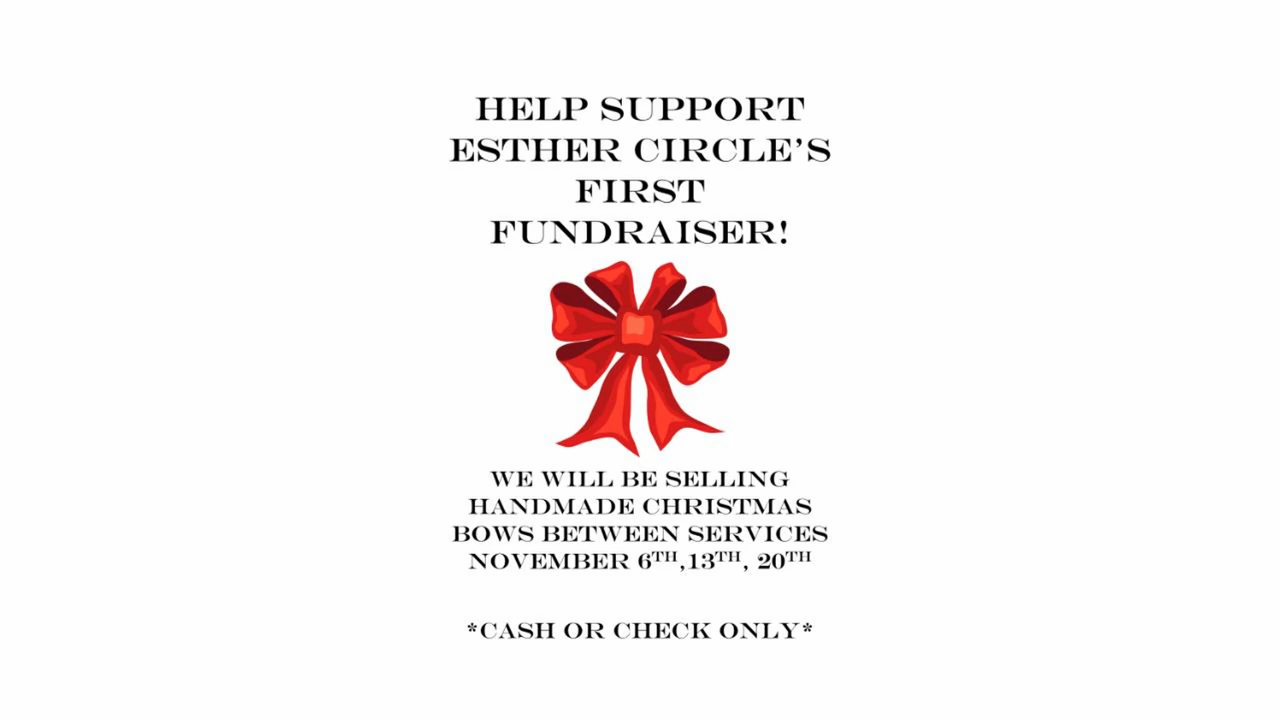 HELP SUPPORT
ESTHER CIRCLE'S
FIRST
FUNDRAISER!
WE WILL BE SELLING
HANDMADE CHRISTMAS
BOWS BETWEEN SERVICES
NOVEMBER 6TH,13TH, 20TH
*CASH OR CHECK ONLY*